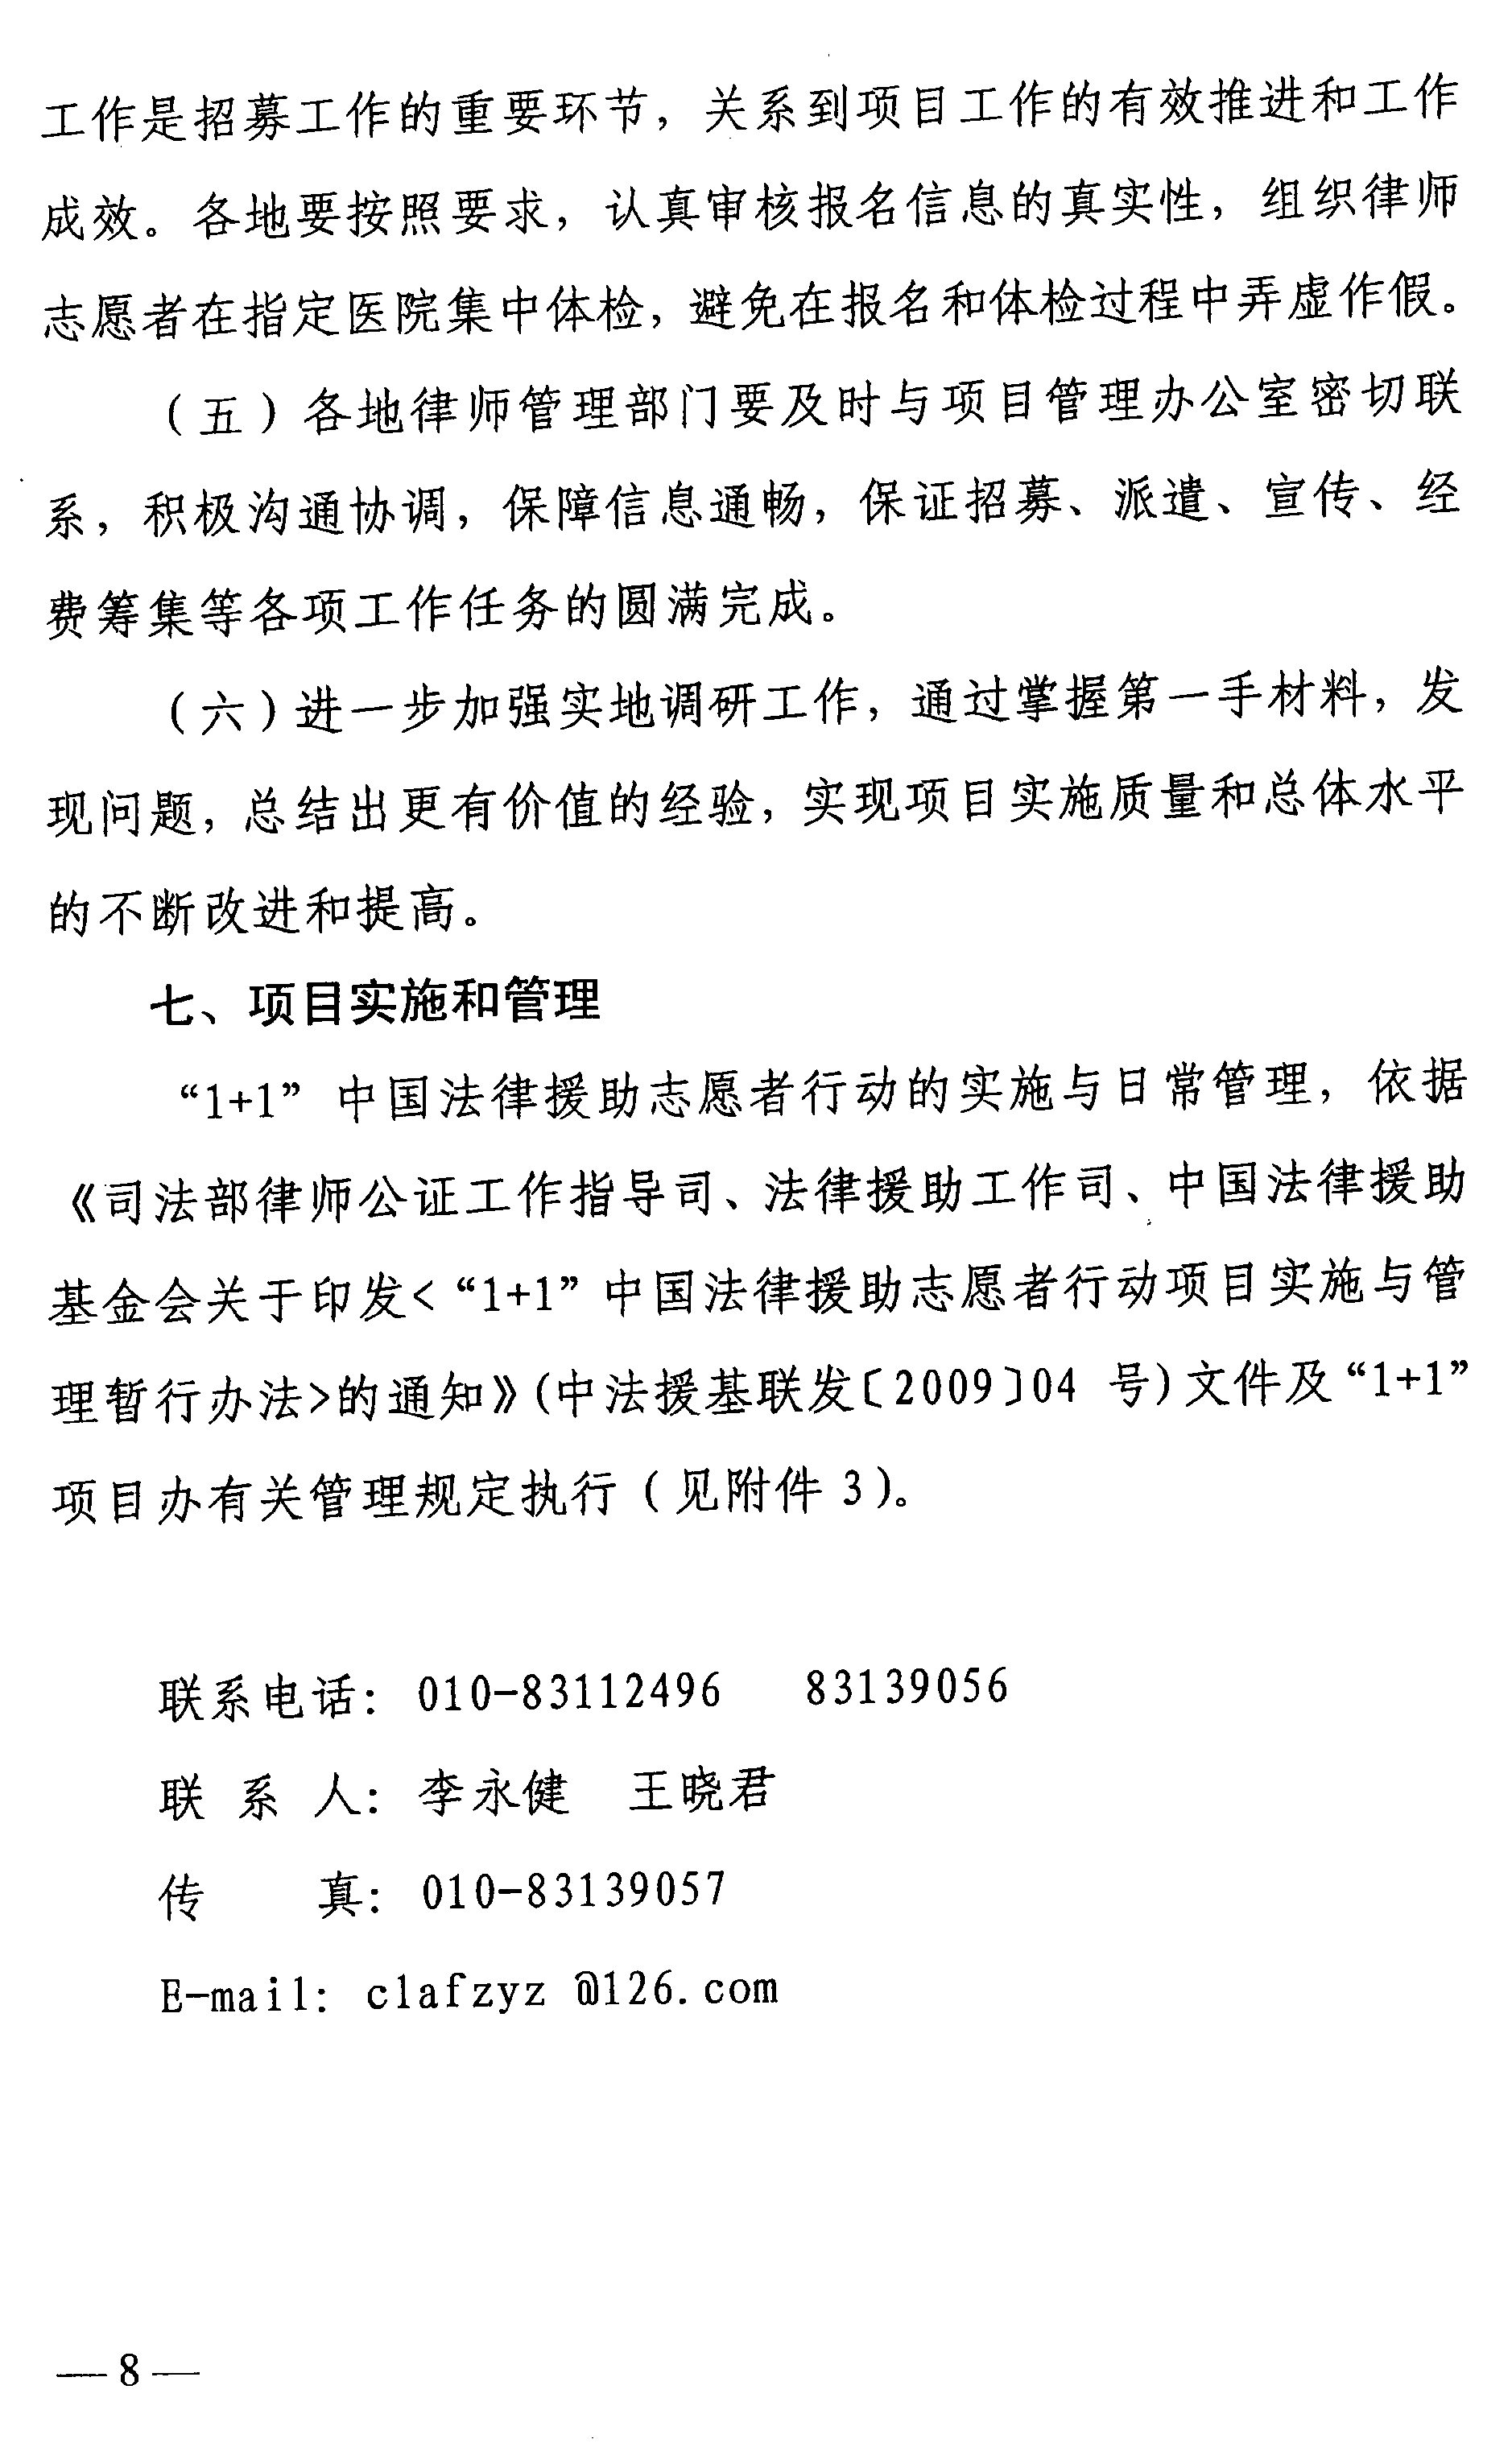 工作是招募工作的重要环节，关系到项目工作的有效推进和工作
成效。各地要按照要求，认真审核报名信息的真实性，组织律师
志愿者在指定医院集中体检，避免在报名和体检过程中弄虚作假。
（五）各地律师管理部门要及时与项目管理办公室密切联
系，积极沟通协调，保障信息通畅，保证招募、派遣、宣传、经
费筹集等各项工作任务的圆满完成。
（六）进一步加强实地调研工作，通过掌握第一手材料，发
现问题，总结出更有价值的经验，实现项目实施质量和总体水平
的不断改进和提高。
七、项目实施和管理
“1+1”中国法律援助志愿者行动的实施与日常管理，依据
《司法部律师公证工作指导司、法律援助工作司、中国法律援助
基金会关于印发<“1+1”中国法律援助志愿者行动项目实施与管
理暂行办法>的通知》(中法援基联发〔2009〕04 号)文件及“1+1”
项目办有关管理规定执行（见附件 3）。
联系电话： 010-83112496 83139056
联 系 人： 李永健 王晓君
传 真： 010-83139057
E-mail: clafzyz @126.com
— 8 —